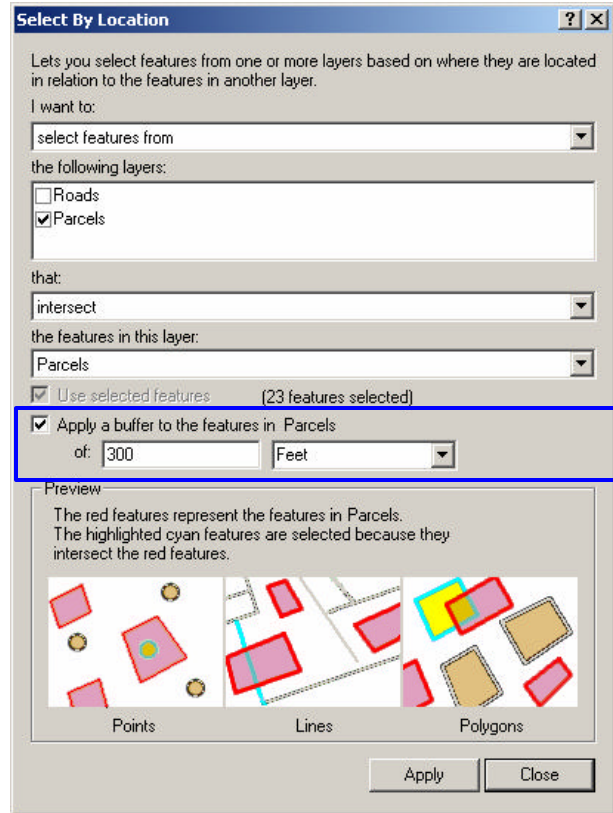 Select By Location
Lets you select features from one or more layers based on where they are located
in relation to the features in another layer.
I want to:
select features from
the following layers:
Roads
Parcels
that:
intersect
the features in this layer:
Parcels
Use selected features (23 features selected)
Apply a buffer to the features in Parcels
of: 300 Feet
Preview
The red features represent the features in Parcels.
The highlighted cyan features are selected because they
intersect the red features.
Points Lines Polygons
Apply Close